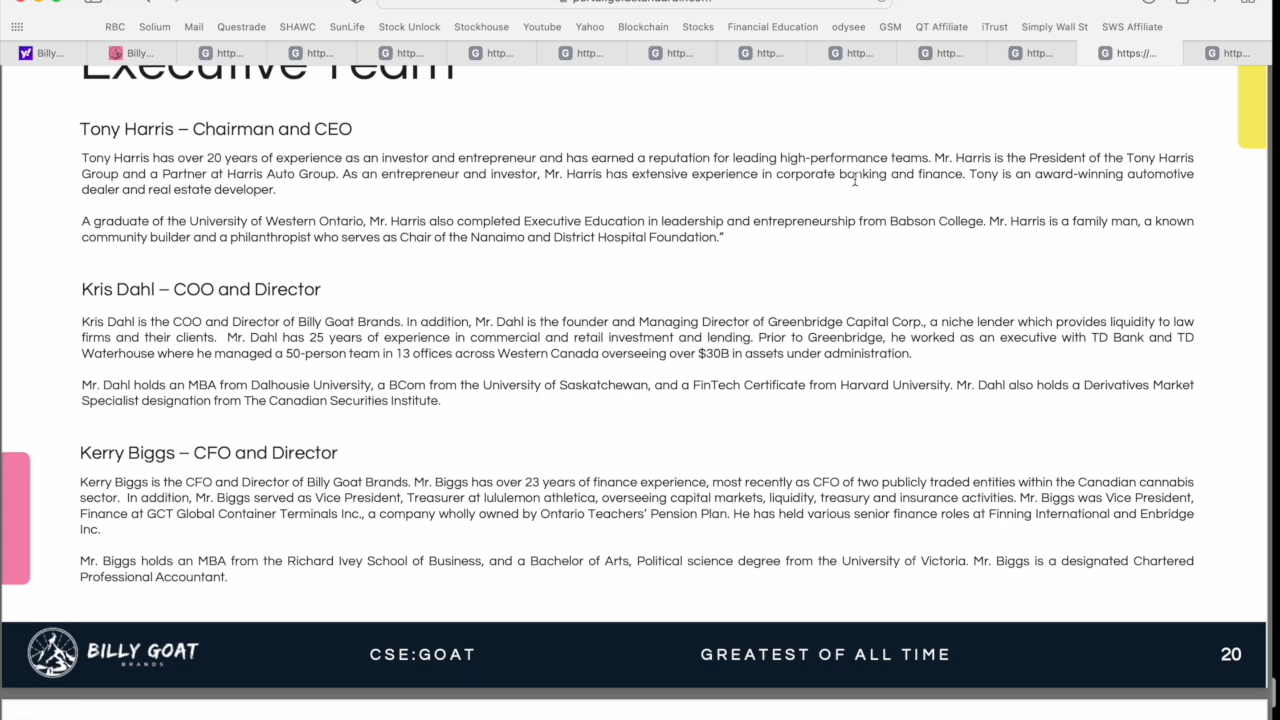 RBC Solium Mail Questrade SHAWC SunLife Stock Unlock Stockhouse Youtube Yahoo Blockchain Stocks Financial Education odysee GSM QT Affiliate iTrust Simply Wall St SWS Affiliate
Billy... Billy... http... http... http... http... http... http... http... http... http... http... https://... http...
Executive Team
Tony Harris – Chairman and CEO
Tony Harris has over 20 years of experience as an investor and entrepreneur and has earned a reputation for leading high-performance teams. Mr. Harris is the President of the Tony Harris
Group and a Partner at Harris Auto Group. As an entrepreneur and investor, Mr. Harris has extensive experience in corporate banking and finance. Tony is an award-winning automotive
dealer and real estate developer.
A graduate of the University of Western Ontario, Mr. Harris also completed Executive Education in leadership and entrepreneurship from Babson College. Mr. Harris is a family man, a known
community builder and a philanthropist who serves as Chair of the Nanaimo and District Hospital Foundation.”
Kris Dahl – COO and Director
Kris Dahl is the COO and Director of Billy Goat Brands. In addition, Mr. Dahl is the founder and Managing Director of Greenbridge Capital Corp., a niche lender which provides liquidity to law
firms and their clients. Mr. Dahl has 25 years of experience in commercial and retail investment and lending. Prior to Greenbridge, he worked as an executive with TD Bank and TD
Waterhouse where he managed a 50-person team in 13 offices across Western Canada overseeing over $30B in assets under administration.
Mr. Dahl holds an MBA from Dalhousie University, a BCom from the University of Saskatchewan, and a FinTech Certificate from Harvard University. Mr. Dahl also holds a Derivatives Market
Specialist designation from The Canadian Securities Institute.
Kerry Biggs – CFO and Director
Kerry Biggs is the CFO and Director of Billy Goat Brands. Mr. Biggs has over 23 years of finance experience, most recently as CFO of two publicly traded entities within the Canadian cannabis
sector. In addition, Mr. Biggs served as Vice President, Treasurer at lululemon athletica, overseeing capital markets, liquidity, treasury and insurance activities. Mr. Biggs was Vice President,
Finance at GCT Global Container Terminals Inc., a company wholly owned by Ontario Teachers’ Pension Plan. He has held various senior finance roles at Finning International and Enbridge
Inc.
Mr. Biggs holds an MBA from the Richard Ivey School of Business, and a Bachelor of Arts, Political science degree from the University of Victoria. Mr. Biggs is a designated Chartered
Professional Accountant.
BILLY GOAT
BRANDS
CSE:GOAT
GREATEST OF ALL TIME
20